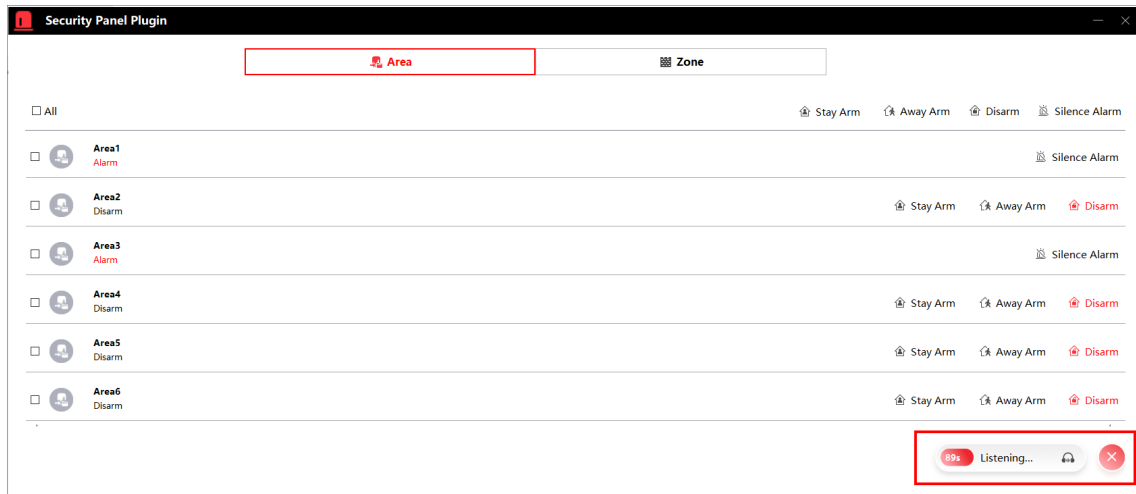 Security Panel Plugin
Area Zone
All Stay Arm Away Arm Disarm Silence Alarm
Area1
Alarm Silence Alarm
Area2
Disarm Stay Arm Away Arm Disarm
Area3
Alarm Silence Alarm
Area4
Disarm Stay Arm Away Arm Disarm
Area5
Disarm Stay Arm Away Arm Disarm
Area6
Disarm Stay Arm Away Arm Disarm
89s Listening...